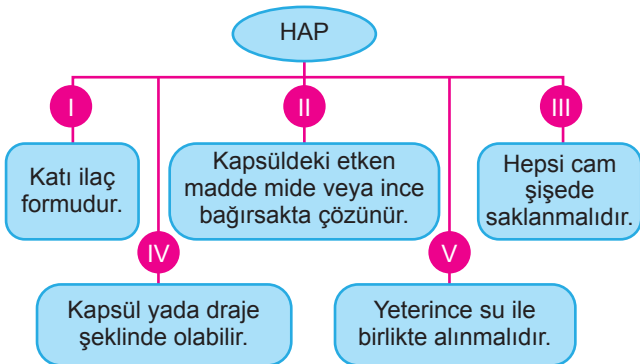 HAP
I
II
III
Katı ilaç
formudur.
Kapsüldeki etken
madde mide veya ince
bağırsakta çözünür.
Hepsi cam
şişede
saklanmalıdır.
IV
V
Kapsül yada draje
şeklinde olabilir.
Yeterince su ile
birlikte alınmalıdır.